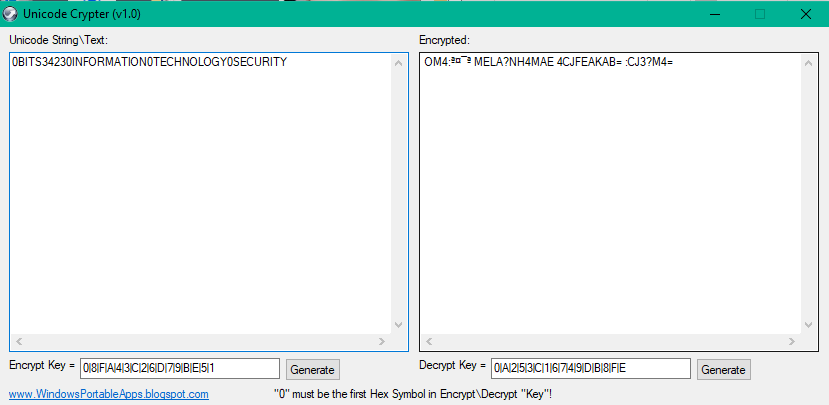 Unicode Crypter (v1.0)
Unicode String\Text:
Encrypted:
0BITS34230INFORMATION0TECHNOLOGY0SECURITY
OM4:ª¤¯ª MELA?NH4MAE 4CJFEAKAB= :CJ3?M4=
Encrypt Key =
0|8|F|A|4|3|C|2|6|D|7|9|B|E|5|1
Generate
Decrypt Key =
0|A|2|5|3|C|1|6|7|4|9|D|B|8|F|E
Generate
www.WindowsPortableApps.blogspot.com
"0" must be the first Hex Symbol in Encrypt\Decrypt "Key"!